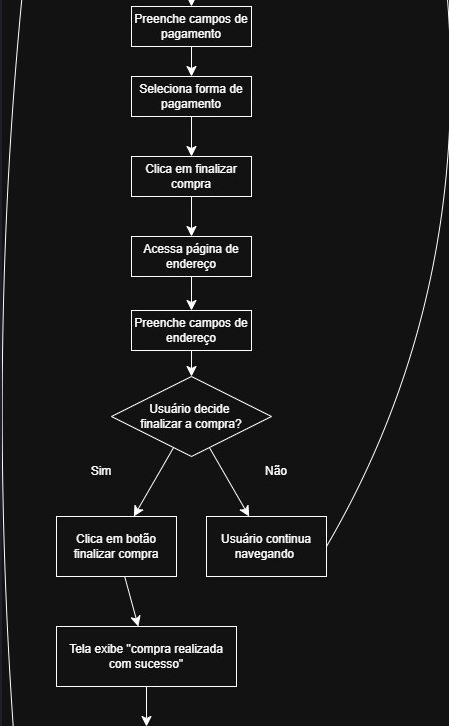 Preenche campos de
pagamento
Seleciona forma de
pagamento
Clica em finalizar
compra
Acessa página de
endereço
Preenche campos de
endereço
Usuário decide
finalizar a compra?
Sim
Não
Clica em botão
finalizar compra
Usuário continua
navegando
Tela exibe "compra realizada
com sucesso"